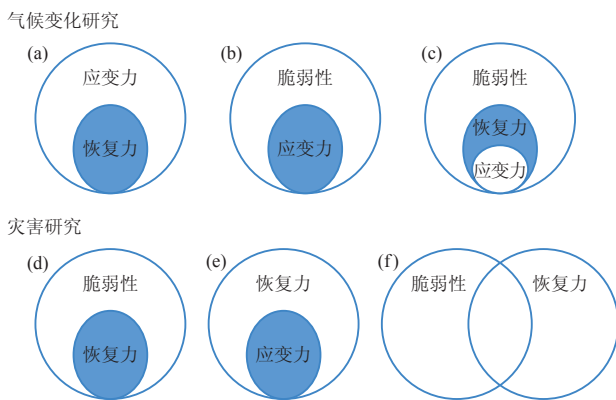 气候变化研究
(a) (b) (c)
应变力 脆弱性 脆弱性
恢复力 应变力 恢复力
应变力
灾害研究
(d) (e) (f)
脆弱性 恢复力 脆弱性 恢复力
恢复力 应变力